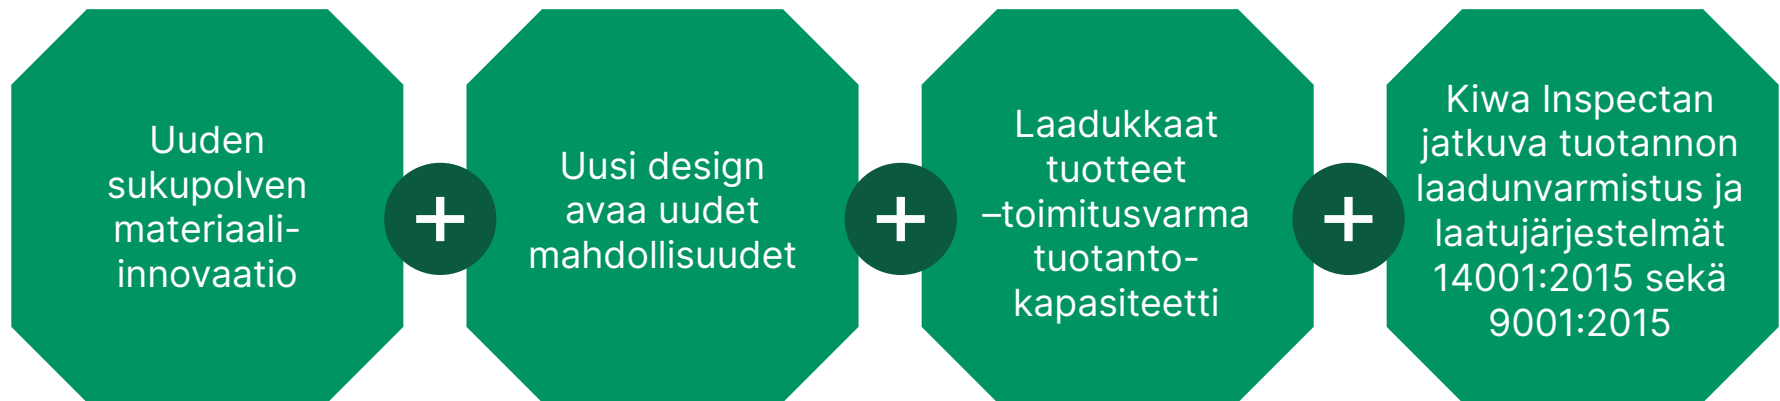 Uuden
sukupolven
materiaali-
innovaatio
+
Uusi design
avaa uudet
mahdollisuudet
+
Laadukkaat
tuotteet
–toimitusvarma
tuotanto-
kapasiteetti
+
Kiwa Inspectan
jatkuva tuotannon
laadunvarmistus ja
laatujärjestelmät
14001:2015 sekä
9001:2015